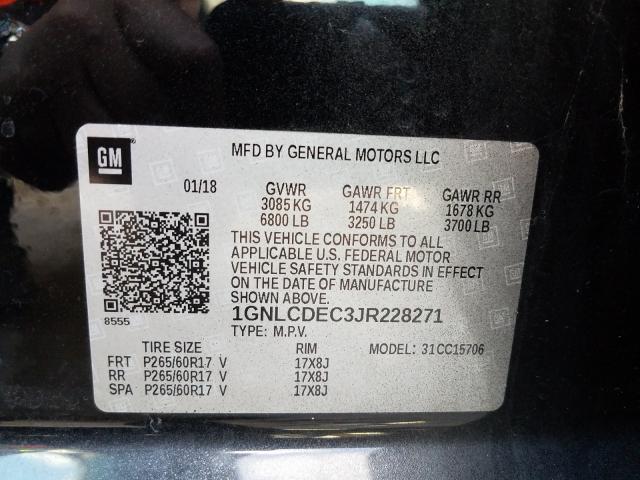 GM
MFD BY GENERAL MOTORS LLC
01/18 GVWR GAWR FRT GAWR RR
3085 KG 1474 KG 1678 KG
6800 LB 3250 LB 3700 LB
THIS VEHICLE CONFORMS TO ALL
APPLICABLE U.S. FEDERAL MOTOR
VEHICLE SAFETY STANDARDS IN EFFECT
ON THE DATE OF MANUFACTURE
SHOWN ABOVE.
8555
1GNLCDEC3JR228271
TYPE: M.P.V.
TIRE SIZE RIM MODEL: 31CC15706
FRT P265/60R17 V 17X8J
RR P265/60R17 V 17X8J
SPA P265/60R17 V 17X8J